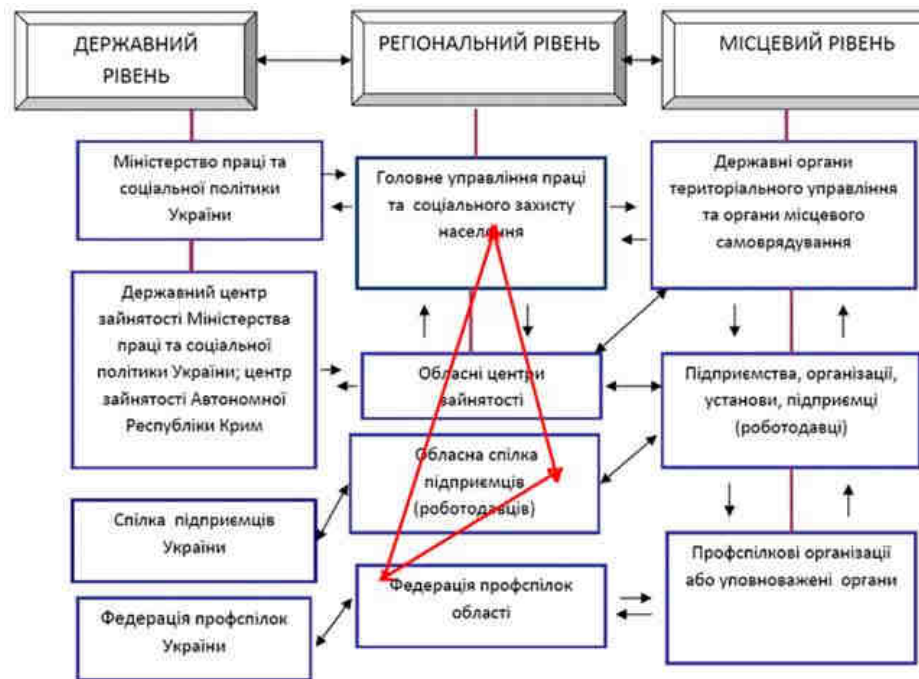 ДЕРЖАВНИЙ
РІВЕНЬ
РЕГІОНАЛЬНИЙ РІВЕНЬ
МІСЦЕВИЙ РІВЕНЬ
Міністерство праці та
соціальної політики
України
Головне управління праці
та соціального захисту
населення
Державні органи
територіального управління
та органи місцевого
самоврядування
Державний центр
зайнятості Міністерства
праці та соціальної
політики України; центр
зайнятості Автономної
Республіки Крим
Обласні центри
зайнятості
Підприємства, організації,
установи, підприємці
(роботодавці)
Обласна спілка
підприємців
(роботодавців)
Спілка підприємців
України
Федерація профспілок
області
Профспілкові організації
або уповноважені органи
Федерація профспілок
України